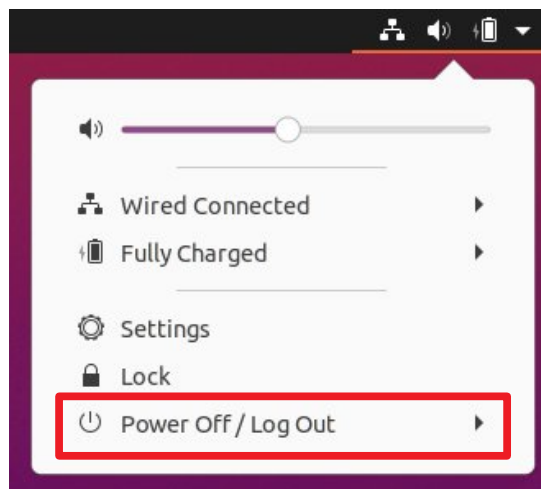 Wired Connected
Fully Charged
Settings
Lock
Power Off / Log Out